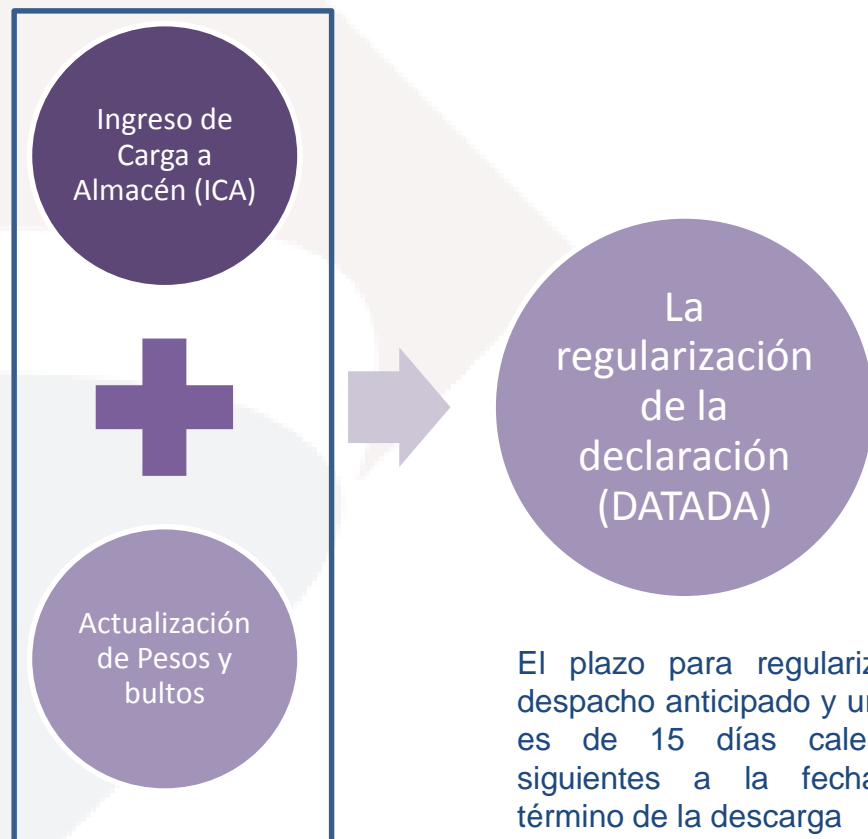 Ingreso de
Carga a
Almacén (ICA)
Actualización
de Pesos y
bultos
La
regularización
de la
declaración
(DATADA)
El plazo para
despacho anticipado y
es de 15 días
siguientes a la
término de la descarga